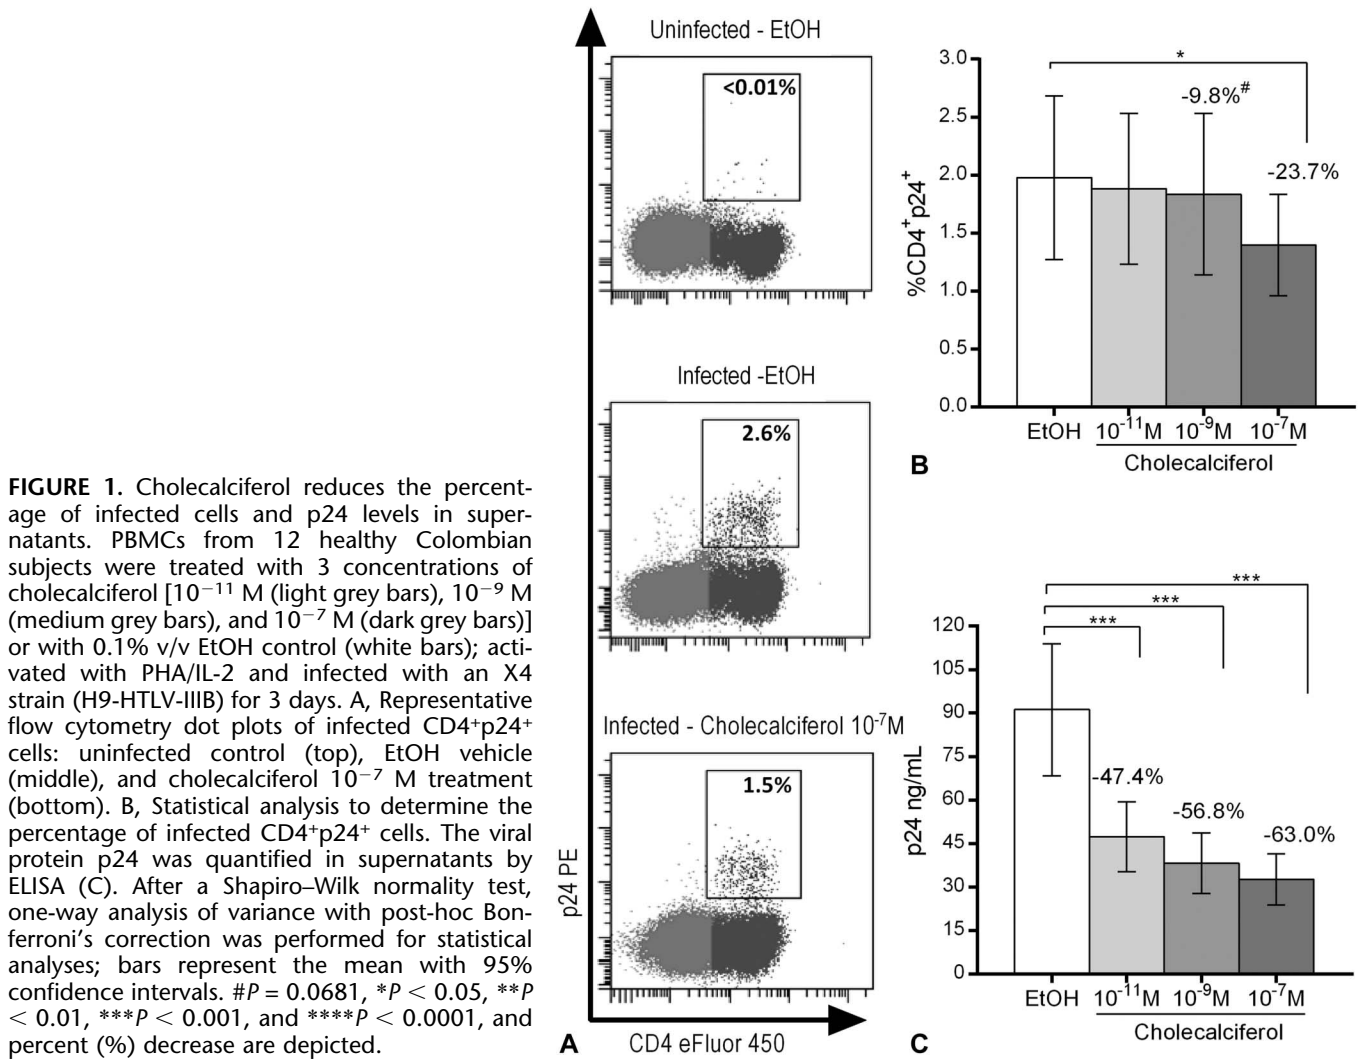 FIGURE 1. Cholecalciferol reduces the percent-
age of infected cells and p24 levels in super-
natants. PBMCs from 12 healthy Colombian
subjects were treated with 3 concentrations of
cholecalciferol [10⁻¹¹ M (light grey bars), 10⁻⁹ M
(medium grey bars), and 10⁻⁷ M (dark grey bars)]
or with 0.1% v/v EtOH control (white bars); acti-
vated with PHA/IL-2 and infected with an X4
strain (H9-HTLV-IIIB) for 3 days. A, Representative
flow cytometry dot plots of infected CD4⁺p24⁺
cells: uninfected control (top), EtOH vehicle
(middle), and cholecalciferol 10⁻⁷ M treatment
(bottom). B, Statistical analysis to determine the
percentage of infected CD4⁺p24⁺ cells. The viral
protein p24 was quantified in supernatants by
ELISA (C). After a Shapiro–Wilk normality test,
one-way analysis of variance with post-hoc Bon-
ferroni's correction was performed for statistical
analyses; bars represent the mean with 95%
confidence intervals. #P = 0.0681, *P < 0.05, **P
< 0.01, ***P < 0.001, and ****P < 0.0001, and
percent (%) decrease are depicted.
Uninfected - EtOH
<0.01%
Infected -EtOH
2.6%
Infected - Cholecalciferol 10⁻⁷M
1.5%
p24 PE
A
CD4 eFluor 450
%CD4⁺p24⁺
3.0
2.5
2.0
1.5
1.0
0.5
0.0
*
-9.8%#
-23.7%
EtOH 10⁻¹¹M 10⁻⁹M 10⁻⁷M
Cholecalciferol
B
p24 ng/mL
120
105
90
75
60
45
30
15
0
***
***
***
-47.4%
-56.8%
-63.0%
EtOH 10⁻¹¹M 10⁻⁹M 10⁻⁷M
Cholecalciferol
C